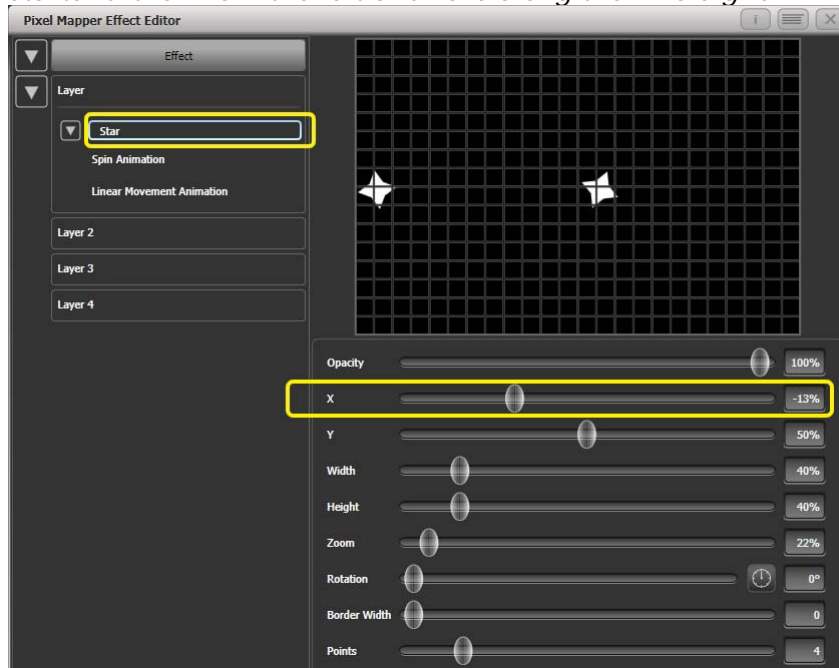 Pixel Mapper Effect Editor
i
Effect
Layer
Star
Spin Animation
Linear Movement Animation
Layer 2
Layer 3
Layer 4
Opacity 100%
X -13%
Y 50%
Width 40%
Height 40%
Zoom 22%
Rotation 0°
Border Width 0
Points 4